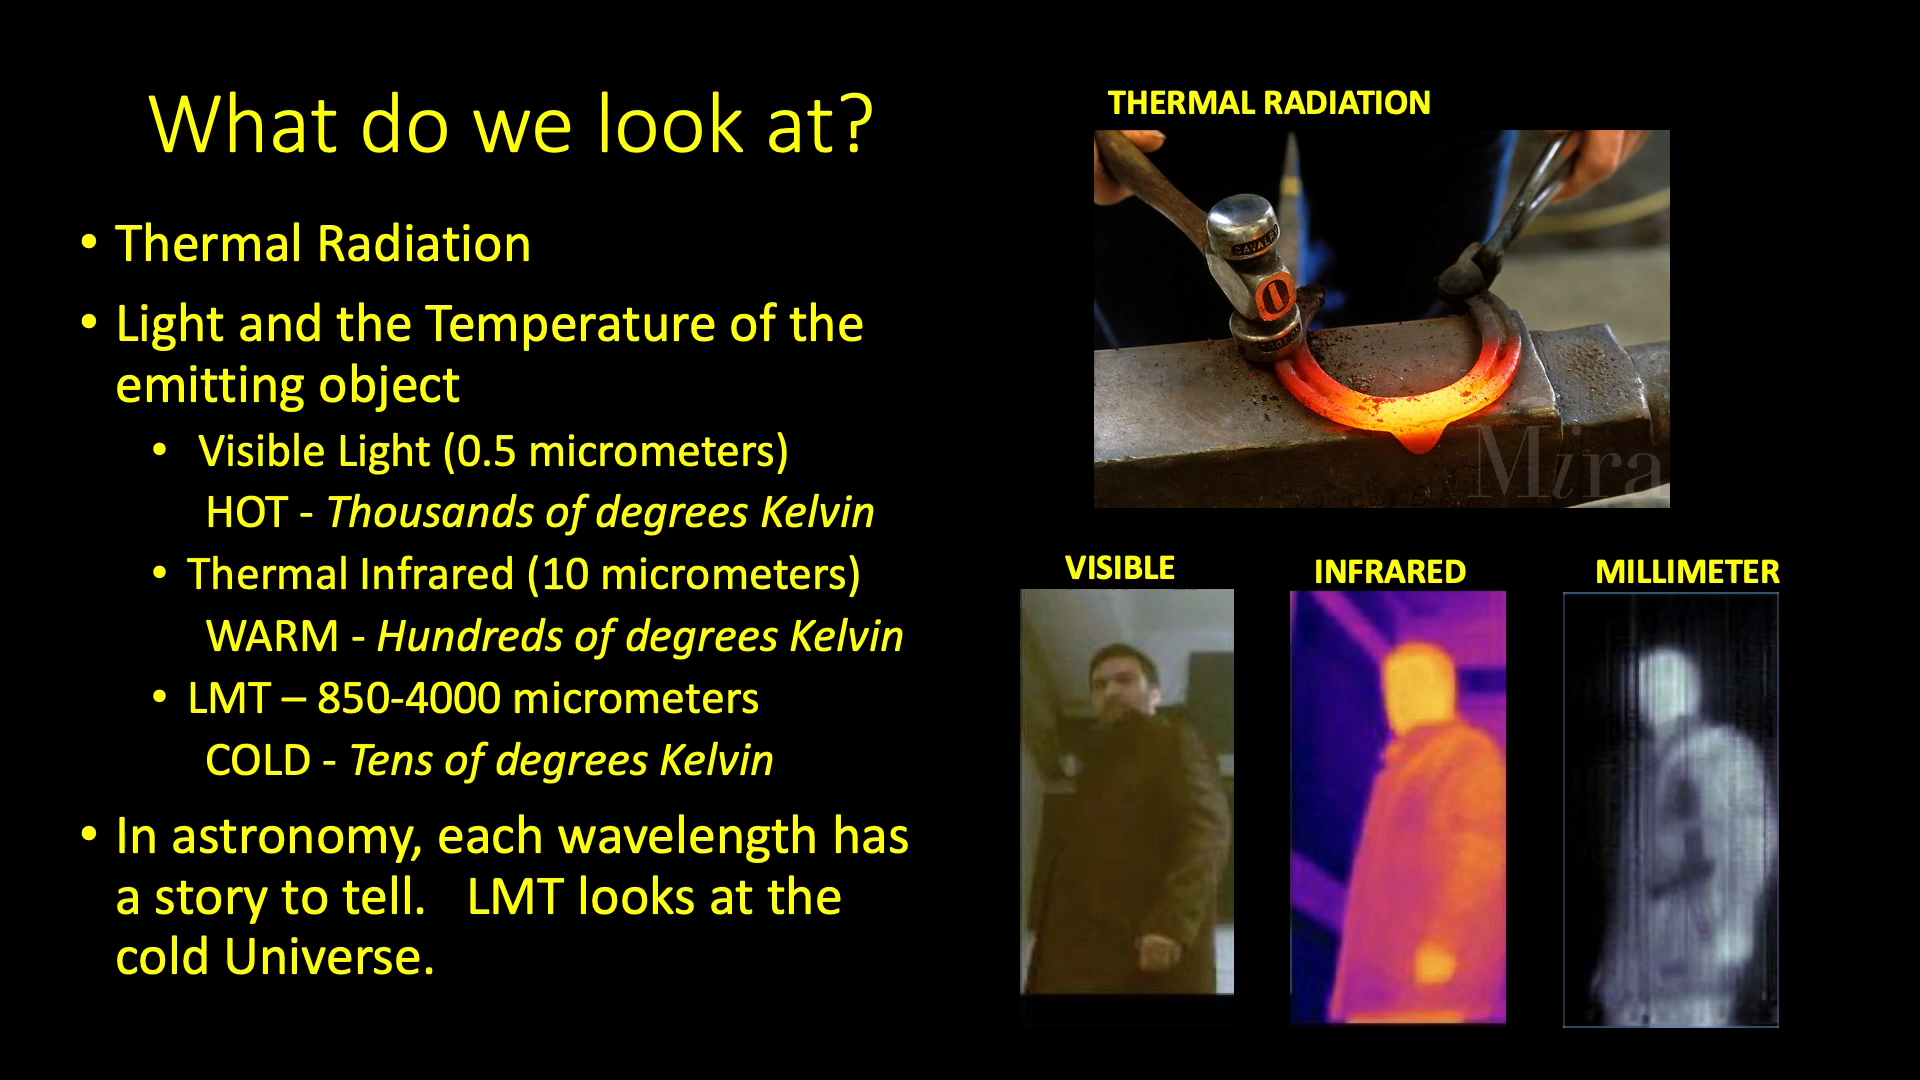 What do we look at?
• Thermal Radiation
• Light and the Temperature of the
emitting object
• Visible Light (0.5 micrometers)
HOT - Thousands of degrees Kelvin
• Thermal Infrared (10 micrometers)
WARM - Hundreds of degrees Kelvin
• LMT – 850-4000 micrometers
COLD - Tens of degrees Kelvin
• In astronomy, each wavelength has
a story to tell.   LMT looks at the
cold Universe.
THERMAL RADIATION
CAVALRY
O
Mira
VISIBLE
INFRARED
MILLIMETER